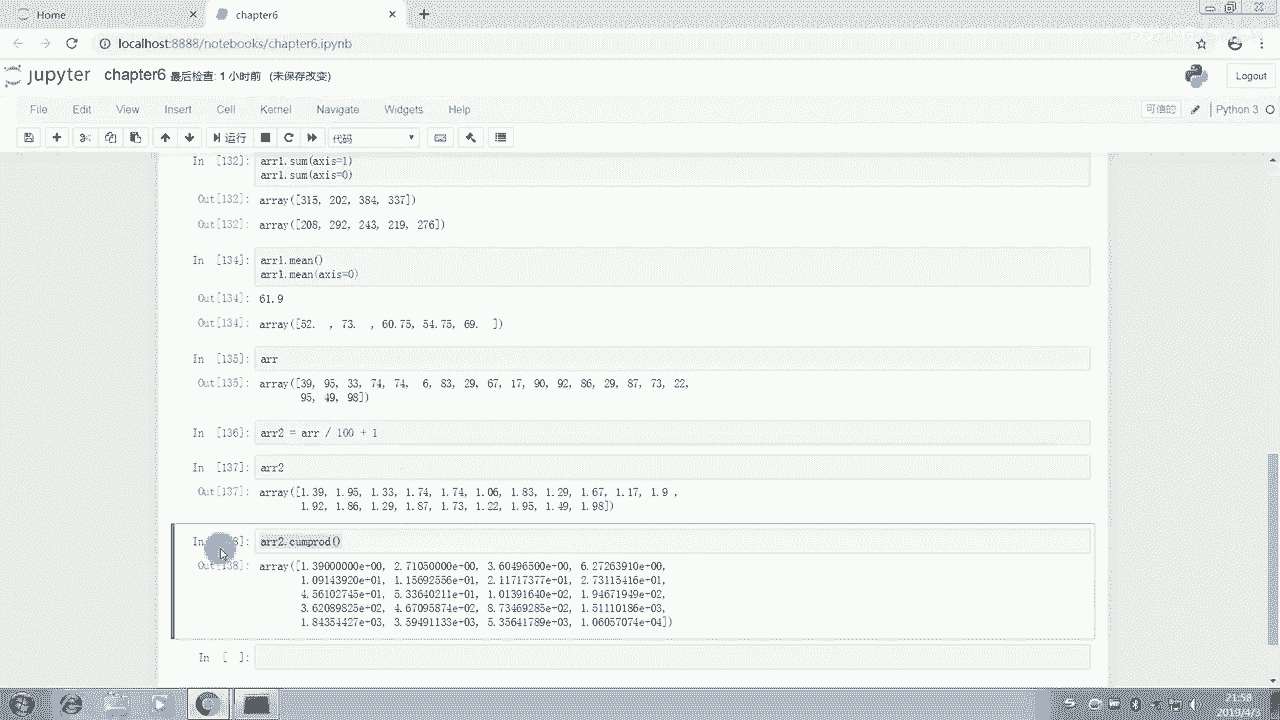 Home
chapter6
localhost:8888/notebooks/chapter6.ipynb
jupyter chapter6 最后检查: 1 小时前 (未保存改变)
Logout
File Edit View Insert Cell Kernel Navigate Widgets Help
可信的 Python 3
运行 代码
In [132]: arr1.sum(axis=1)
arr1.sum(axis=0)
Out[132]: array([315, 202, 384, 337])
Out[132]: array([208, 292, 243, 219, 276])
In [134]: arr1.mean()
arr1.mean(axis=0)
Out[134]: 61.9
Out[134]: array([52. , 73. , 60.75, 54.75, 69. ])
In [135]: arr
Out[135]: array([39, 95, 33, 74, 74, 6, 83, 29, 67, 17, 90, 92, 86, 29, 87, 73, 22,
95, 49, 98])
In [136]: arr2 = arr / 100 + 1
In [137]: arr2
Out[137]: array([1.39, 1.95, 1.33, 1.74, 1.74, 1.06, 1.83, 1.29, 1.67, 1.17, 1.9 ,
1.92, 1.86, 1.29, 1.87, 1.73, 1.22, 1.95, 1.49, 1.98])
arr2.cumprod()
Out[138]: array([1.39000000e+00, 2.71050000e+00, 3.60496500e+00, 6.27263910e+00,
1.09143920e+01, 1.15692556e+01, 2.11717377e+01, 2.73115416e+01,
4.56102745e+01, 5.33640211e+01, 1.01391640e+02, 1.94671949e+02,
3.62089825e+02, 4.67095874e+02, 8.73469285e+02, 1.51110186e+03,
1.84354427e+03, 3.59491133e+03, 5.35641789e+03, 1.06057074e+04])
In [ ]:
21:58
2019/4/3